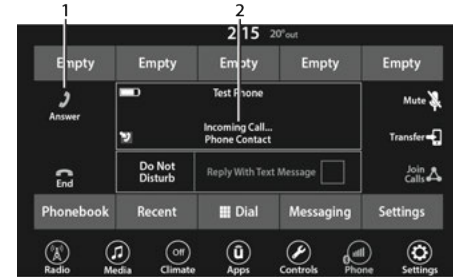 1
2
2:15 20°out
Empty Empty Empty Empty Empty
Test Phone
Mute
Answer
Incoming Call...
Phone Contact
Transfer
End
Do Not
Disturb
Reply With Text Message
Join
Calls
Phonebook Recent Dial Messaging Settings
Off
Radio Media Climate Apps Controls Phone Settings